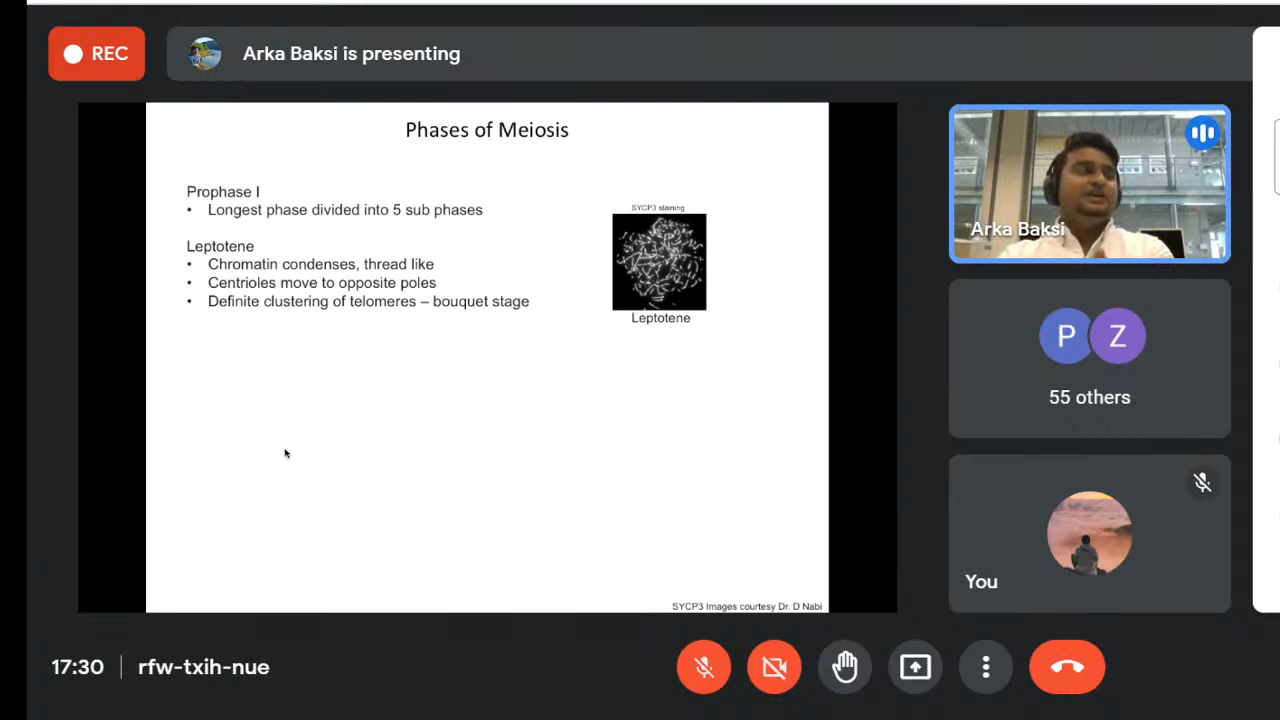 REC
Arka Baksi is presenting
Phases of Meiosis
Prophase I
• Longest phase divided into 5 sub phases
Leptotene
• Chromatin condenses, thread like
• Centrioles move to opposite poles
• Definite clustering of telomeres – bouquet stage
SYCP3 staining
Leptotene
SYCP3 Images courtesy Dr. D Nabi
Arka Baksi
P Z
55 others
You
17:30 rfw-txih-nue